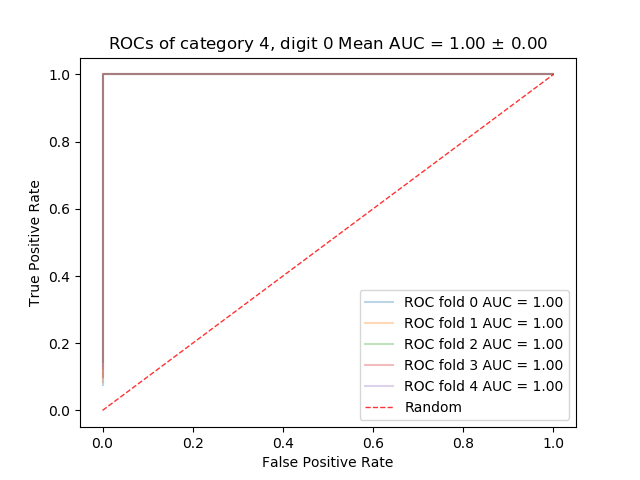 ROCs of category 4, digit 0 Mean AUC = 1.00 ± 0.00
True Positive Rate
1.0
0.8
0.6
0.4
0.2
0.0
ROC fold 0 AUC = 1.00
ROC fold 1 AUC = 1.00
ROC fold 2 AUC = 1.00
ROC fold 3 AUC = 1.00
ROC fold 4 AUC = 1.00
Random
0.0 0.2 0.4 0.6 0.8 1.0
False Positive Rate